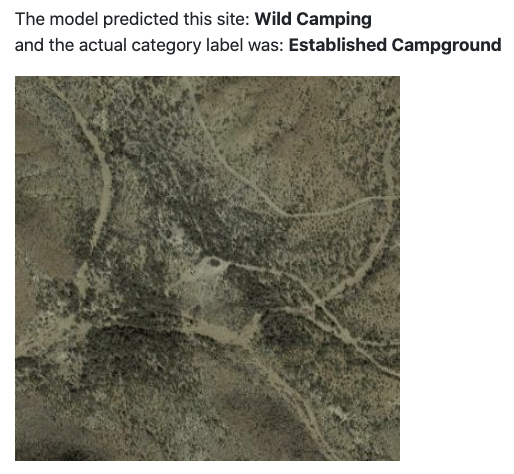 The model predicted this site: Wild Camping
and the actual category label was: Established Campground